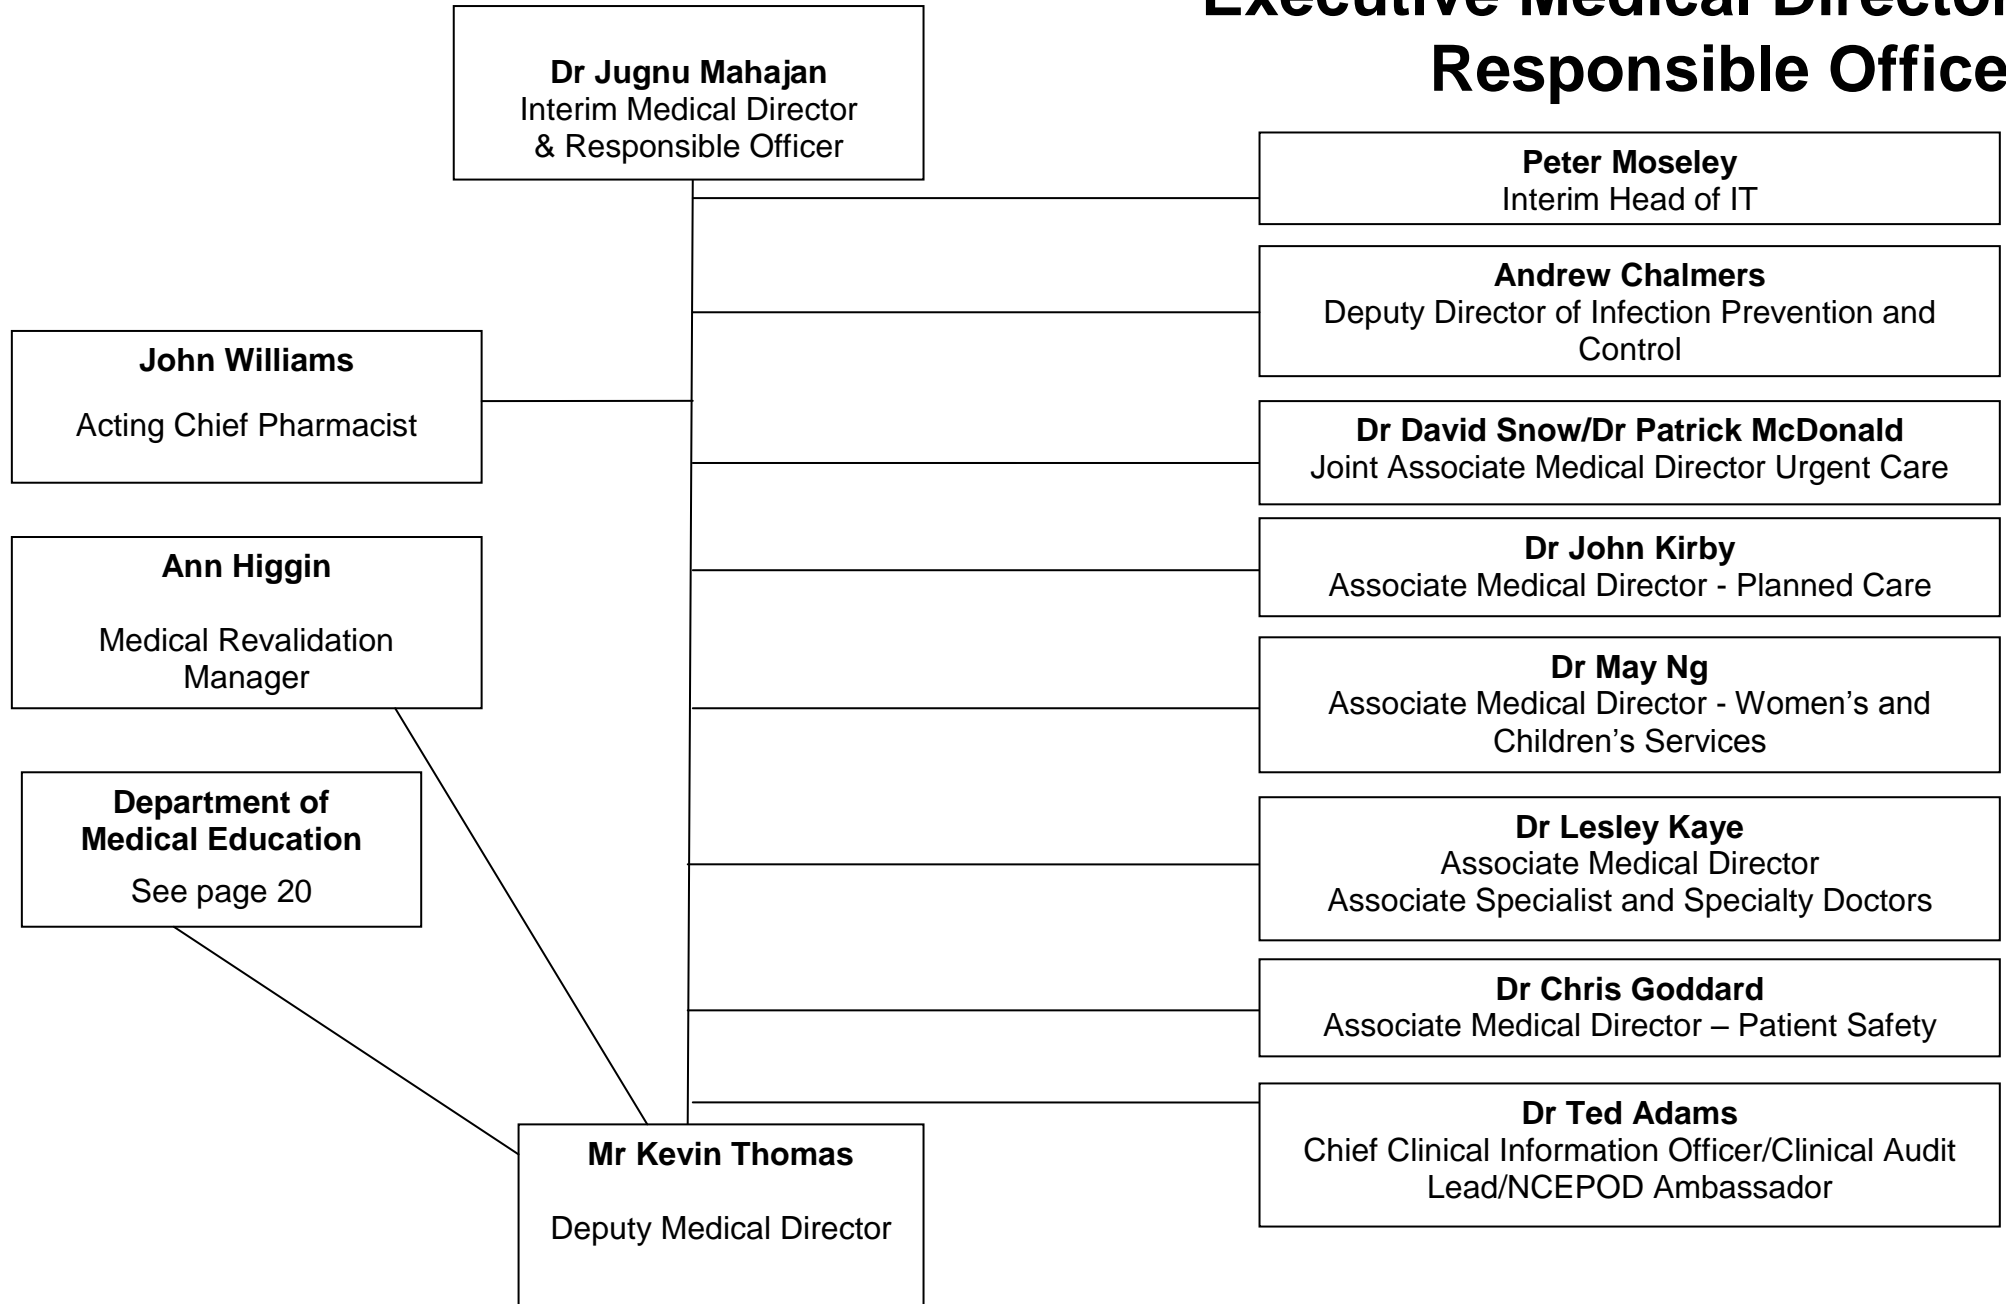 Executive Medical Director
Responsible Office
Dr Jugnu Mahajan
Interim Medical Director
& Responsible Officer
Peter Moseley
Interim Head of IT
Andrew Chalmers
Deputy Director of Infection Prevention and
Control
John Williams
Acting Chief Pharmacist
Dr David Snow/Dr Patrick McDonald
Joint Associate Medical Director Urgent Care
Ann Higgin
Medical Revalidation
Manager
Dr John Kirby
Associate Medical Director - Planned Care
Dr May Ng
Associate Medical Director - Women’s and
Children’s Services
Department of
Medical Education
See page 20
Dr Lesley Kaye
Associate Medical Director
Associate Specialist and Specialty Doctors
Dr Chris Goddard
Associate Medical Director – Patient Safety
Mr Kevin Thomas
Deputy Medical Director
Dr Ted Adams
Chief Clinical Information Officer/Clinical Audit
Lead/NCEPOD Ambassador